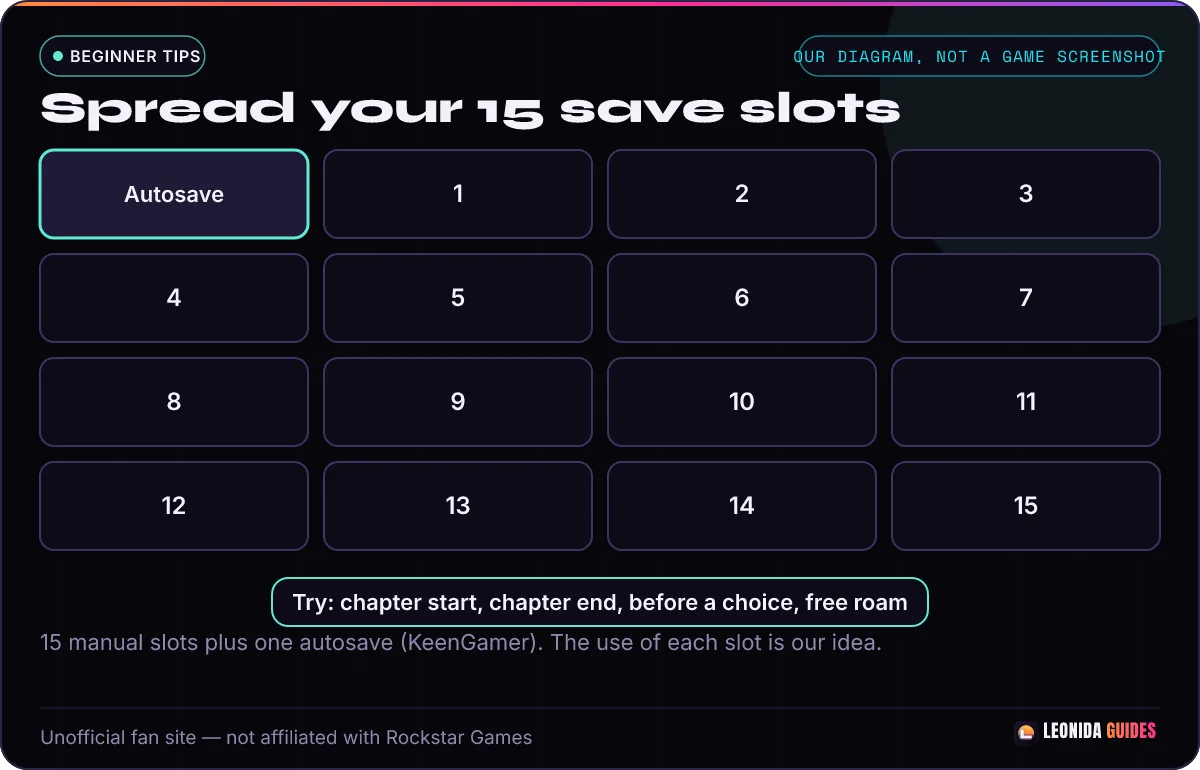 BEGINNER TIPS
OUR DIAGRAM, NOT A GAME SCREENSHOT
Spread your 15 save slots
Autosave
1
2
3
4
5
6
7
8
9
10
11
12
13
14
15
Try: chapter start, chapter end, before a choice, free roam
15 manual slots plus one autosave (KeenGamer). The use of each slot is our idea.
Unofficial fan site — not affiliated with Rockstar Games
LEONIDA GUIDES